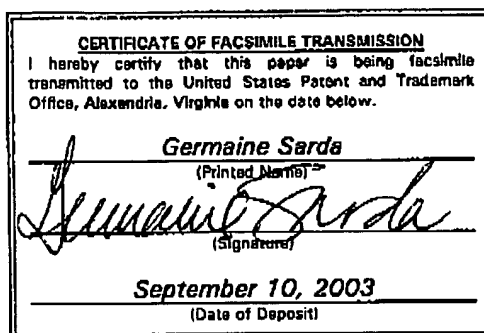 CERTIFICATE OF FACSIMILE TRANSMISSION
I hereby certify that this paper is being facsimile
transmitted to the United States Patent and Trademark
Office, Alexandria, Virginia on the date below.
Germaine Sarda
(Printed Name)
Germaine Sarda
(Signature)
September 10, 2003
(Date of Deposit)